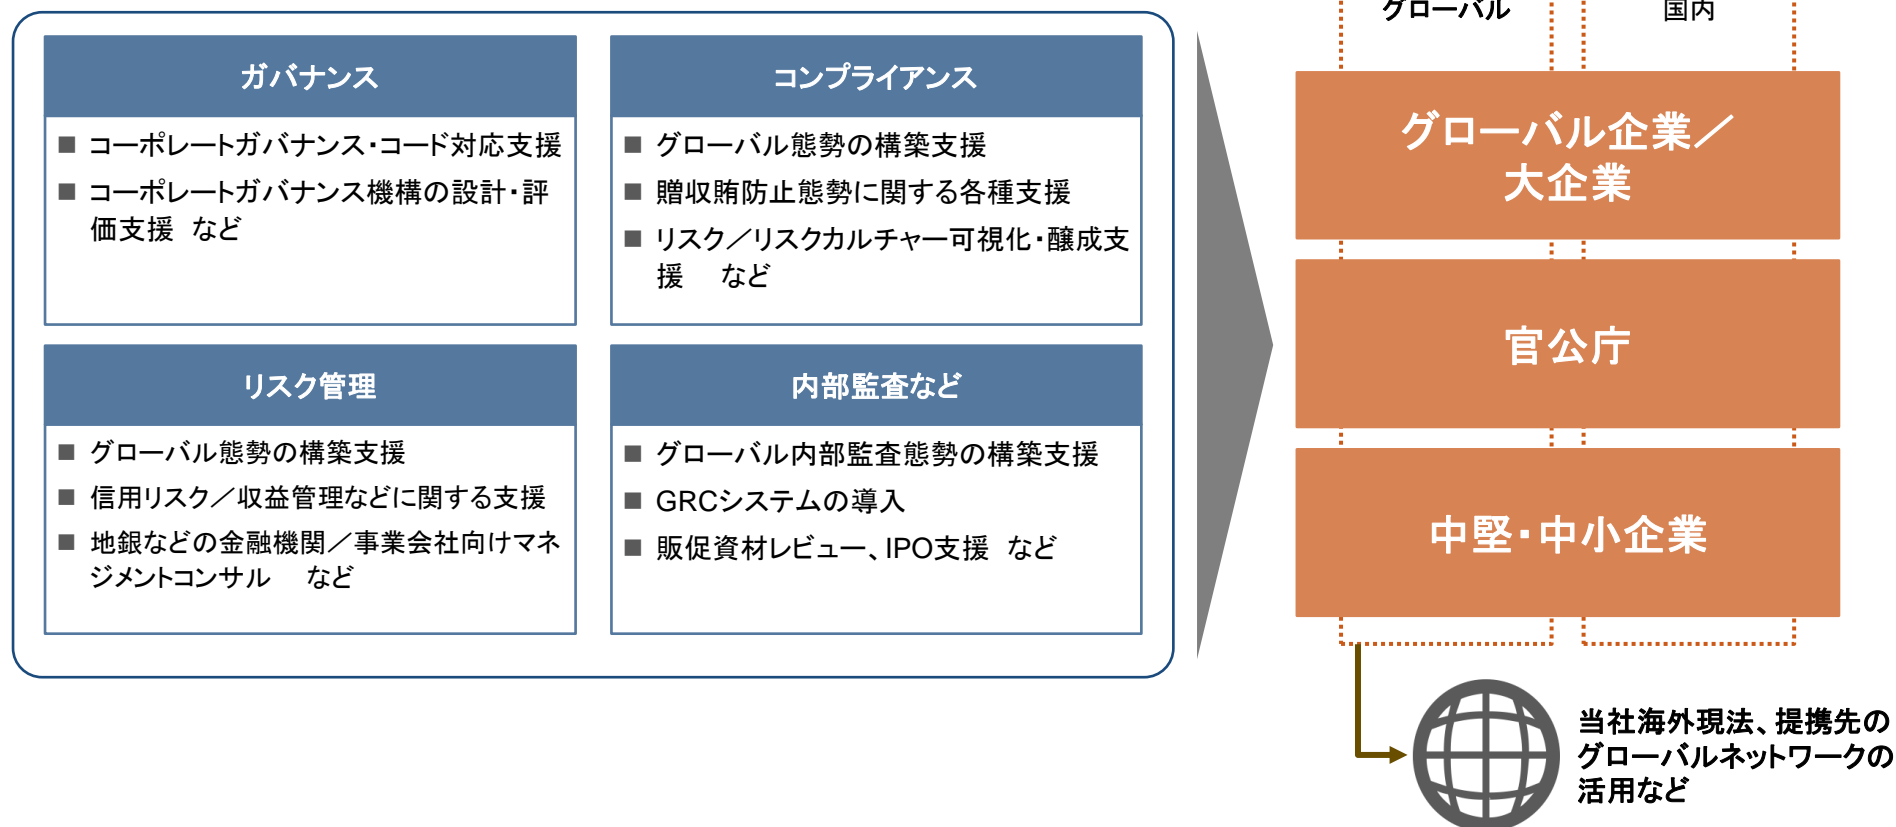 ガバナンス
■ コーポレートガバナンス・コード対応支援
■ コーポレートガバナンス機構の設計・評
価支援 など
コンプライアンス
■ グローバル態勢の構築支援
■ 贈収賄防止態勢に関する各種支援
■ リスク／リスクカルチャー可視化・醸成支
援 など
リスク管理
■ グローバル態勢の構築支援
■ 信用リスク／収益管理などに関する支援
■ 地銀などの金融機関／事業会社向けマネ
ジメントコンサル など
内部監査など
■ グローバル内部監査態勢の構築支援
■ GRCシステムの導入
■ 販促資材レビュー、IPO支援 など
グローバル
国内
グローバル企業／
大企業
官公庁
中堅・中小企業
当社海外現法、提携先の
グローバルネットワークの
活用など